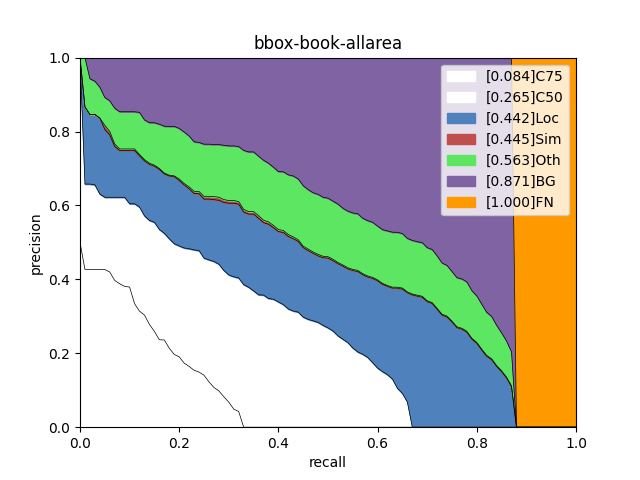 bbox-book-allarea
1.0
0.8
0.6
0.4
0.2
0.0
precision
[0.084]C75
[0.265]C50
[0.442]Loc
[0.445]Sim
[0.563]Oth
[0.871]BG
[1.000]FN
0.0 0.2 0.4 0.6 0.8 1.0
recall